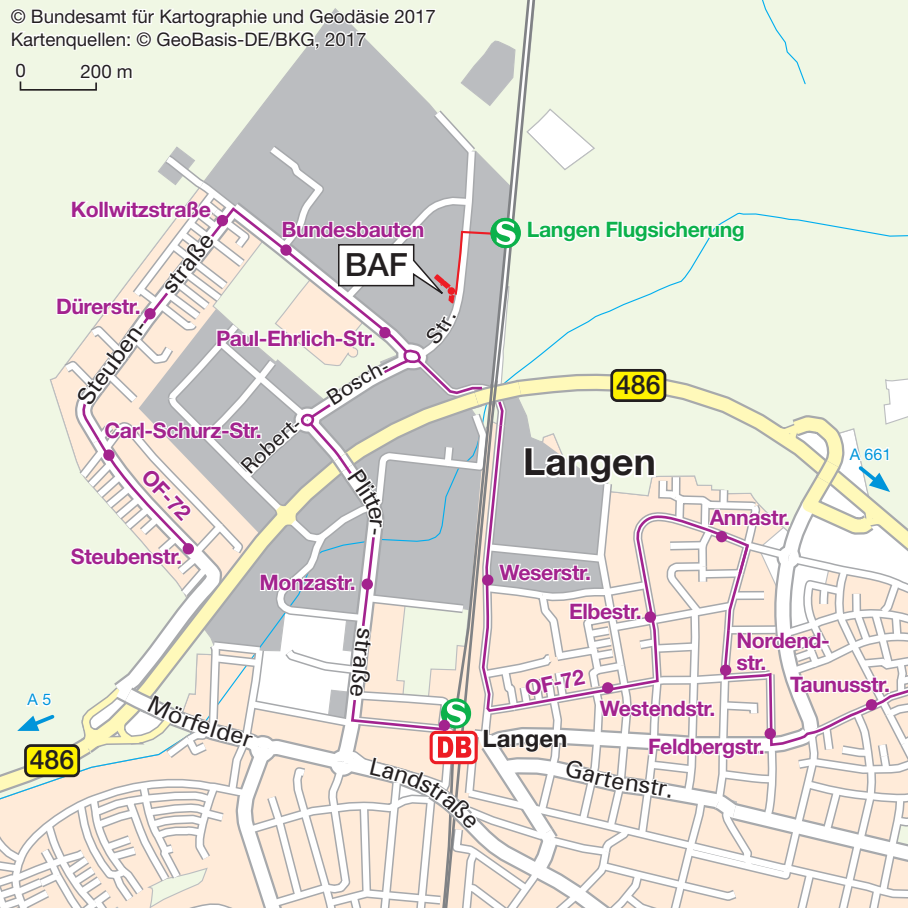 © Bundesamt für Kartographie und Geodäsie 2017
Kartenquellen: © GeoBasis-DE/BKG, 2017
0 200 m
Kollwitzstraße
Bundesbauten
S Langen Flugsicherung
BAF
Dürerstr.
Steuben-
straße
Paul-Ehrlich-Str.
Robert-
Bosch-
Str.
486
Carl-Schurz-Str.
OF-72
Steubenstr.
Langen
A 661
Plitter-
straße
Annastr.
Monzastr.
Weserstr.
Elbestr.
Nordend-
str.
OF-72
Taunusstr.
Westendstr.
A 5
486
Mörfelder
Landstraße
S
DB Langen
Feldbergstr.
Gartenstr.